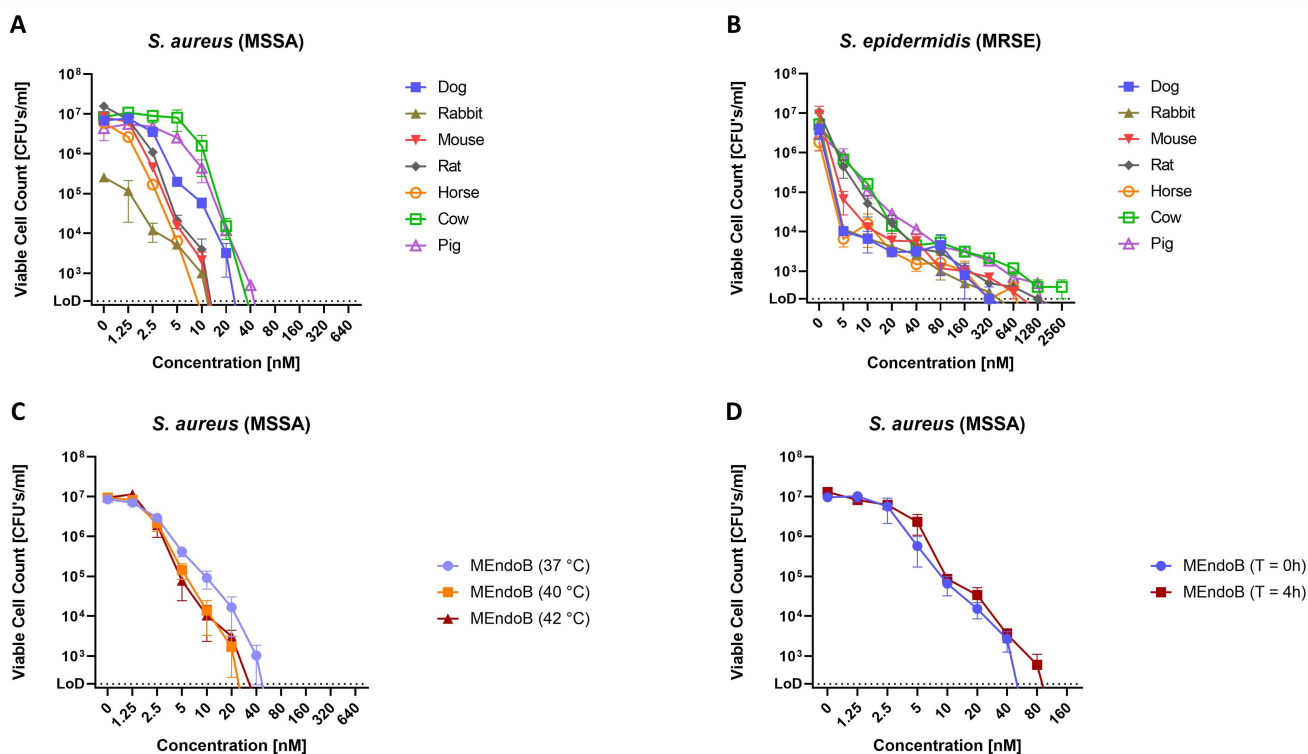 A
S. aureus (MSSA)
Viable Cell Count [CFU's/ml]
10⁸
10⁷
10⁶
10⁵
10⁴
10³
LoD
0 1.25 2.5 5 10 20 40 80 160 320 640
Concentration [nM]
Dog
Rabbit
Mouse
Rat
Horse
Cow
Pig
B
S. epidermidis (MRSE)
Viable Cell Count [CFU's/ml]
10⁸
10⁷
10⁶
10⁵
10⁴
10³
LoD
0 5 10 20 40 80 160 320 640 1280 2560
Concentration [nM]
Dog
Rabbit
Mouse
Rat
Horse
Cow
Pig
C
S. aureus (MSSA)
Viable Cell Count [CFU's/ml]
10⁸
10⁷
10⁶
10⁵
10⁴
10³
LoD
0 1.25 2.5 5 10 20 40 80 160 320 640
Concentration [nM]
MEndoB (37 °C)
MEndoB (40 °C)
MEndoB (42 °C)
D
S. aureus (MSSA)
Viable Cell Count [CFU's/ml]
10⁸
10⁷
10⁶
10⁵
10⁴
10³
LoD
0 1.25 2.5 5 10 20 40 80 160
Concentration [nM]
MEndoB (T = 0h)
MEndoB (T = 4h)